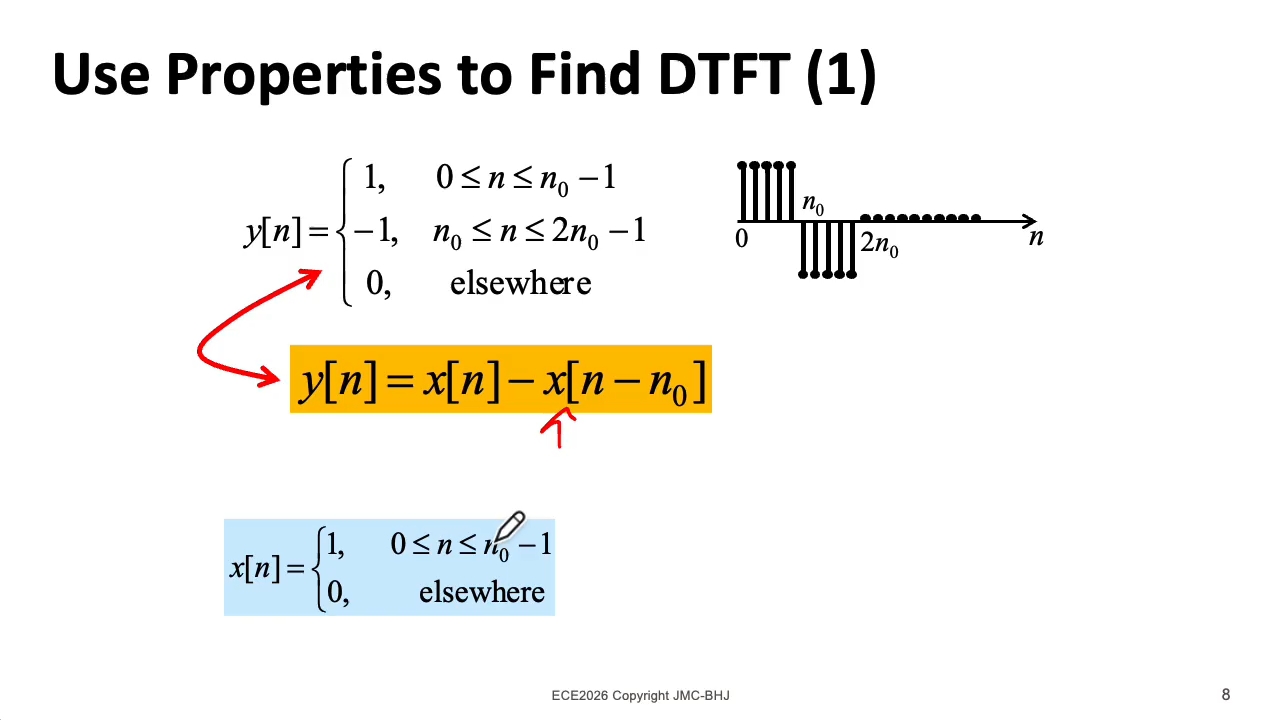 Use Properties to Find DTFT (1)
y[n] = { 1, 0 ≤ n ≤ n₀ − 1
−1, n₀ ≤ n ≤ 2n₀ − 1
0, elsewhere
n₀
0 2n₀ n
y[n] = x[n] − x[n − n₀]
x[n] = { 1, 0 ≤ n ≤ n₀ − 1
0, elsewhere
ECE2026 Copyright JMC-BHJ
8